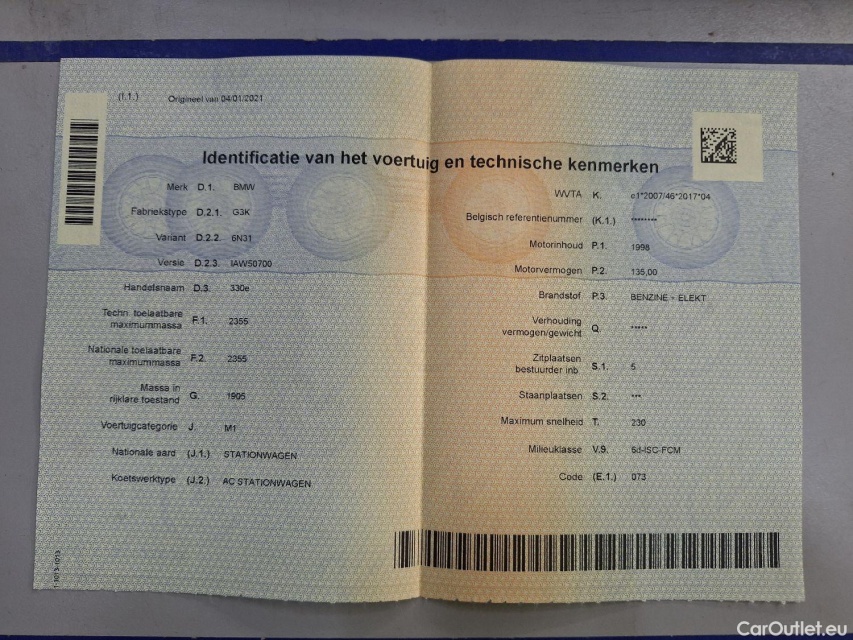 (I.1.) Origineel van 04/01/2021
Identificatie van het voertuig en technische kenmerken
Merk D.1. BMW
Fabriekstype D.2.1. G3K
Variant D.2.2. 6N31
Versie D.2.3. IAW50700
Handelsnaam D.3. 330e
Techn. toelaatbare
maximummassa F.1. 2355
Nationale toelaatbare
maximummassa F.2. 2355
Massa in
rijklare toestand G. 1905
Voertuigcategorie J. M1
Nationale aard (J.1.) STATIONWAGEN
Koetswerktype (J.2.) AC STATIONWAGEN
WVTA K. e1*2007/46*2017*04
Belgisch referentienummer (K.1.) ********
Motorinhoud P.1. 1998
Motorvermogen P.2. 135,00
Brandstof P.3. BENZINE + ELEKT
Verhouding
vermogen/gewicht Q. *****
Zitplaatsen
bestuurder inb S.1. 5
Staanplaatsen S.2. ***
Maximum snelheid T. 230
Milieuklasse V.9. 6d-ISC-FCM
Code (E.1.) 073
CarOutlet.eu